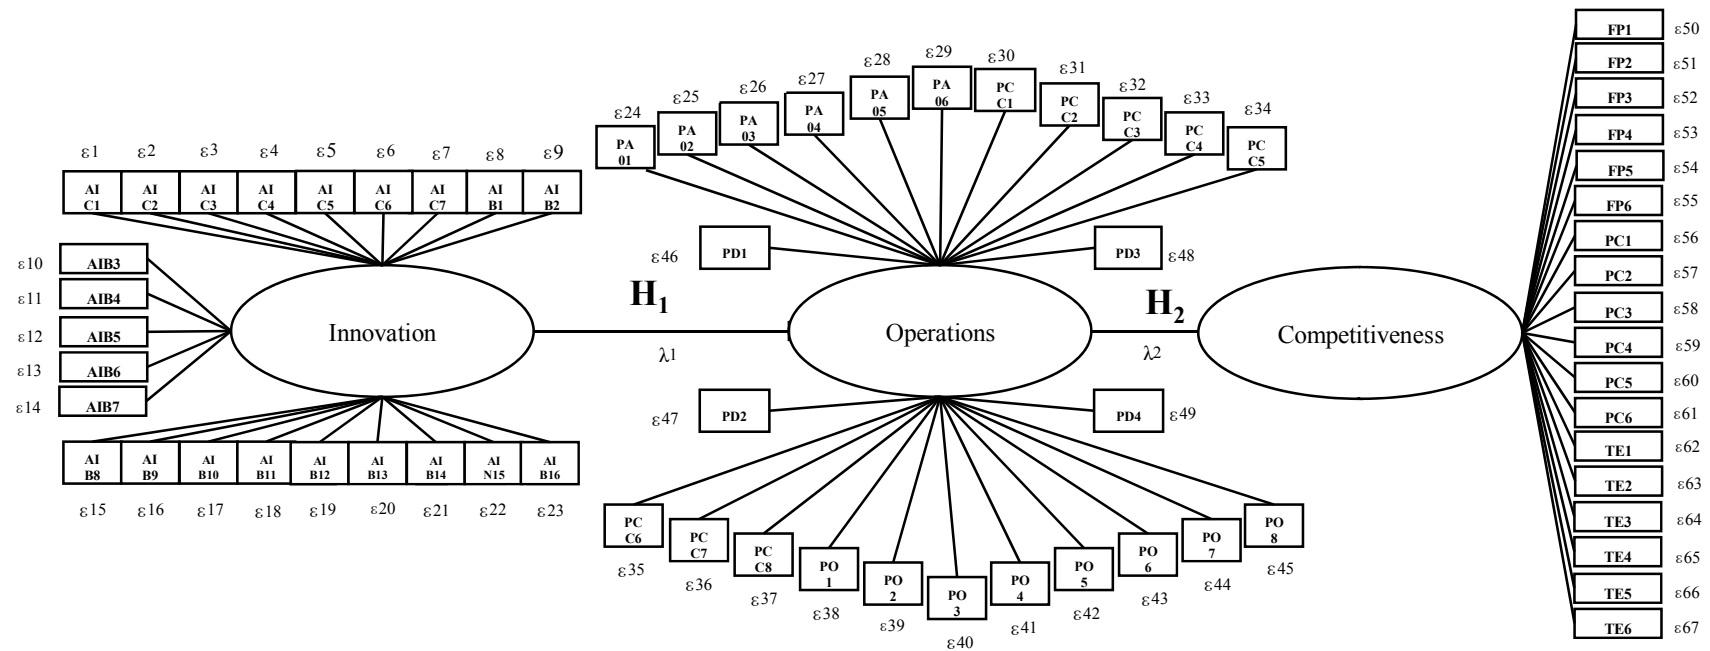 ε1 ε2 ε3 ε4 ε5 ε6 ε7 ε8 ε9
AI C1
AI C2
AI C3
AI C4
AI C5
AI C6
AI C7
AI B1
AI B2
ε10 AIB3
ε11 AIB4
ε12 AIB5
ε13 AIB6
ε14 AIB7
Innovation
AI B8
AI B9
AI B10
AI B11
AI B12
AI B13
AI B14
AI N15
AI B16
ε15 ε16 ε17 ε18 ε19 ε20 ε21 ε22 ε23
H1
λ1
ε24 ε25 ε26 ε27 ε28 ε29 ε30 ε31 ε32 ε33 ε34
PA 01
PA 02
PA 03
PA 04
PA 05
PA 06
PC C1
PC C2
PC C3
PC C4
PC C5
ε46 PD1
PD3 ε48
Operations
ε47 PD2
PD4 ε49
PC C6
PC C7
PC C8
PO 1
PO 2
PO 3
PO 4
PO 5
PO 6
PO 7
PO 8
ε35 ε36 ε37 ε38 ε39 ε40 ε41 ε42 ε43 ε44 ε45
H2
λ2
Competitiveness
FP1 ε50
FP2 ε51
FP3 ε52
FP4 ε53
FP5 ε54
FP6 ε55
PC1 ε56
PC2 ε57
PC3 ε58
PC4 ε59
PC5 ε60
PC6 ε61
TE1 ε62
TE2 ε63
TE3 ε64
TE4 ε65
TE5 ε66
TE6 ε67